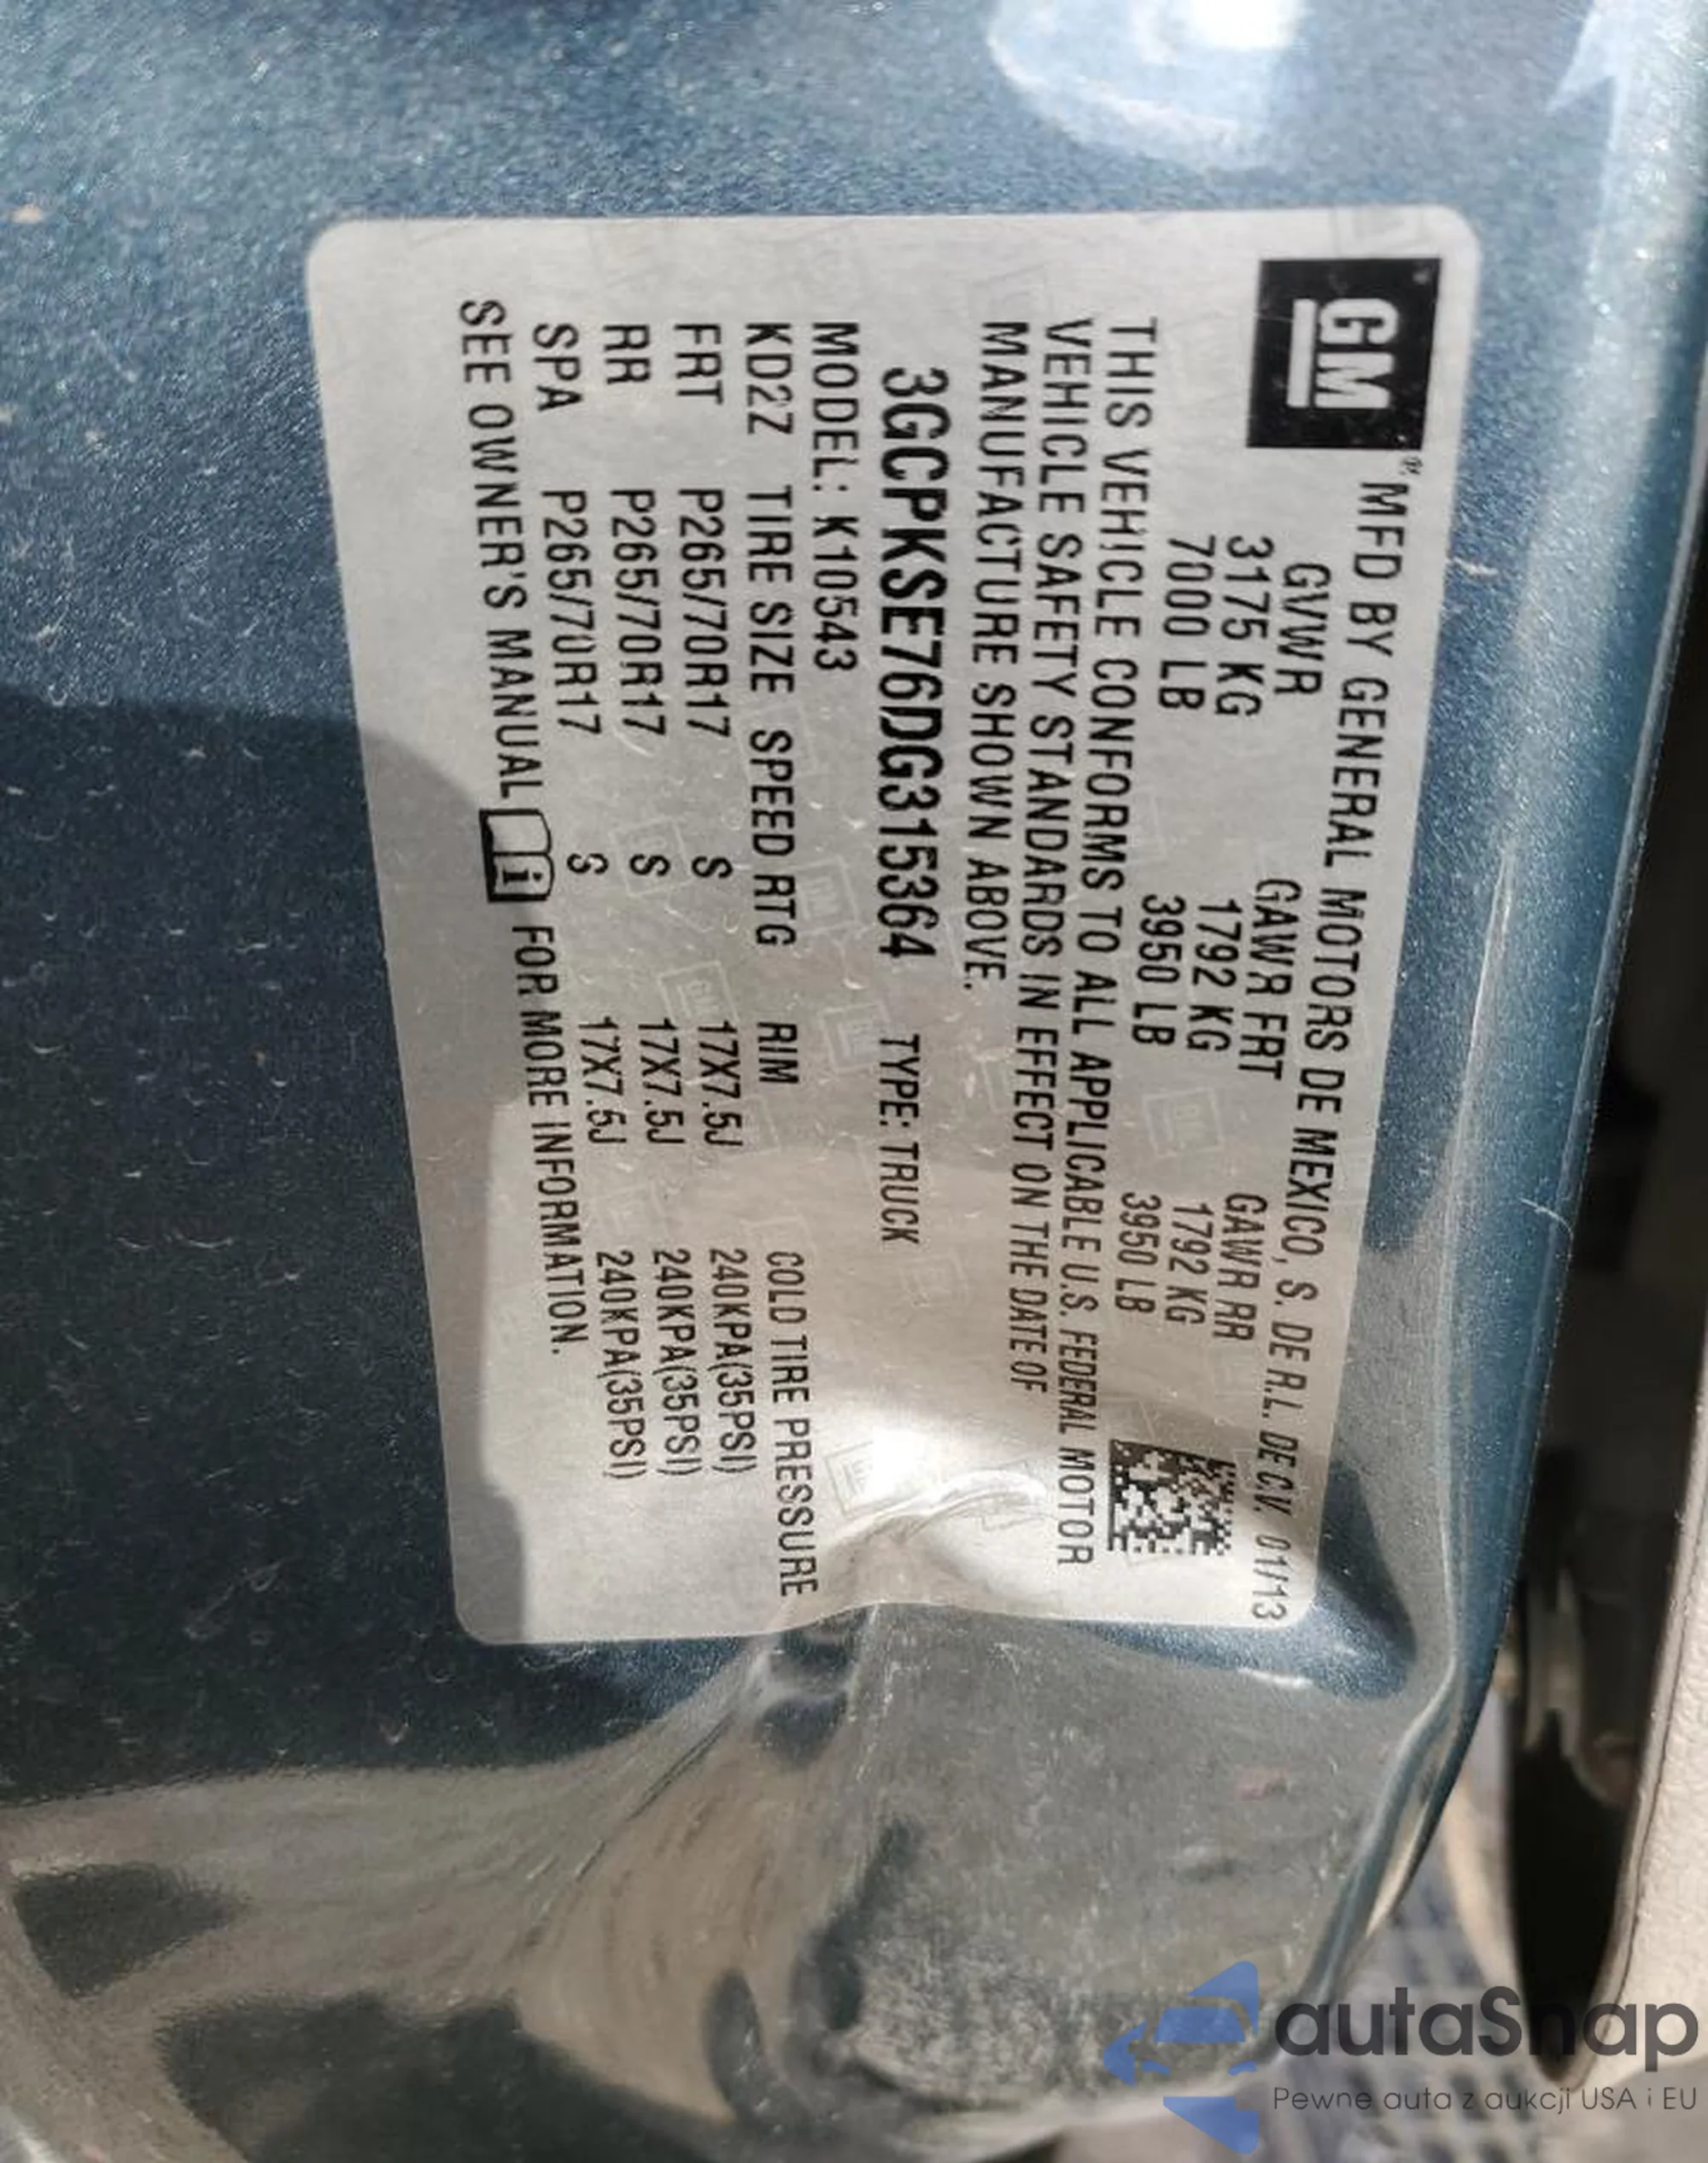 GM® MFD BY GENERAL MOTORS DE MEXICO, S. DE R.L. DE C.V. 01/13
GVWR GAWR FRT GAWR RR
3175 KG 1792 KG 1792 KG
7000 LB 3950 LB 3950 LB
THIS VEHICLE CONFORMS TO ALL APPLICABLE U.S. FEDERAL MOTOR
VEHICLE SAFETY STANDARDS IN EFFECT ON THE DATE OF
MANUFACTURE SHOWN ABOVE.
3GCPKSE76DG315364 TYPE: TRUCK
MODEL: K10543
KD2Z TIRE SIZE SPEED RTG RIM COLD TIRE PRESSURE
FRT P265/70R17 S 17X7.5J 240KPA(35PSI)
RR P265/70R17 S 17X7.5J 240KPA(35PSI)
SPA P265/70R17 S 17X7.5J 240KPA(35PSI)
SEE OWNER'S MANUAL i FOR MORE INFORMATION.
autaSnap
Pewne auta z aukcji USA i EU